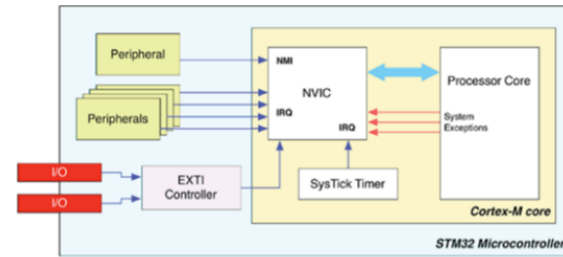 Peripheral
NMI
NVIC
Processor Core
Peripherals
IRQ
IRQ
System
Exceptions
I/O
I/O
EXTI
Controller
SysTick Timer
Cortex-M core
STM32 Microcontroller